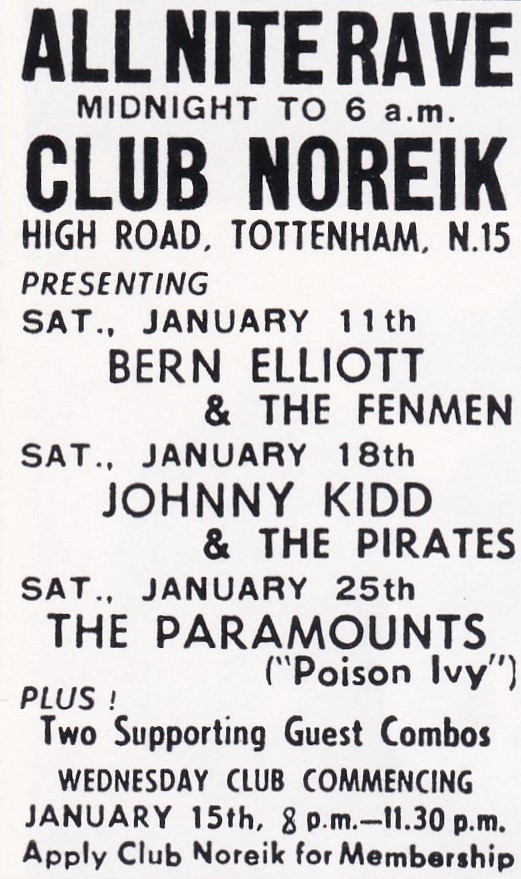 ALL NITE RAVE
MIDNIGHT TO 6 a.m.
CLUB NOREIK
HIGH ROAD, TOTTENHAM, N.15
PRESENTING
SAT., JANUARY 11th
BERN ELLIOTT
& THE FENMEN
SAT., JANUARY 18th
JOHNNY KIDD
& THE PIRATES
SAT., JANUARY 25th
THE PARAMOUNTS
("Poison Ivy")
PLUS !
Two Supporting Guest Combos
WEDNESDAY CLUB COMMENCING
JANUARY 15th, 8 p.m.—11.30 p.m.
Apply Club Noreik for Membership